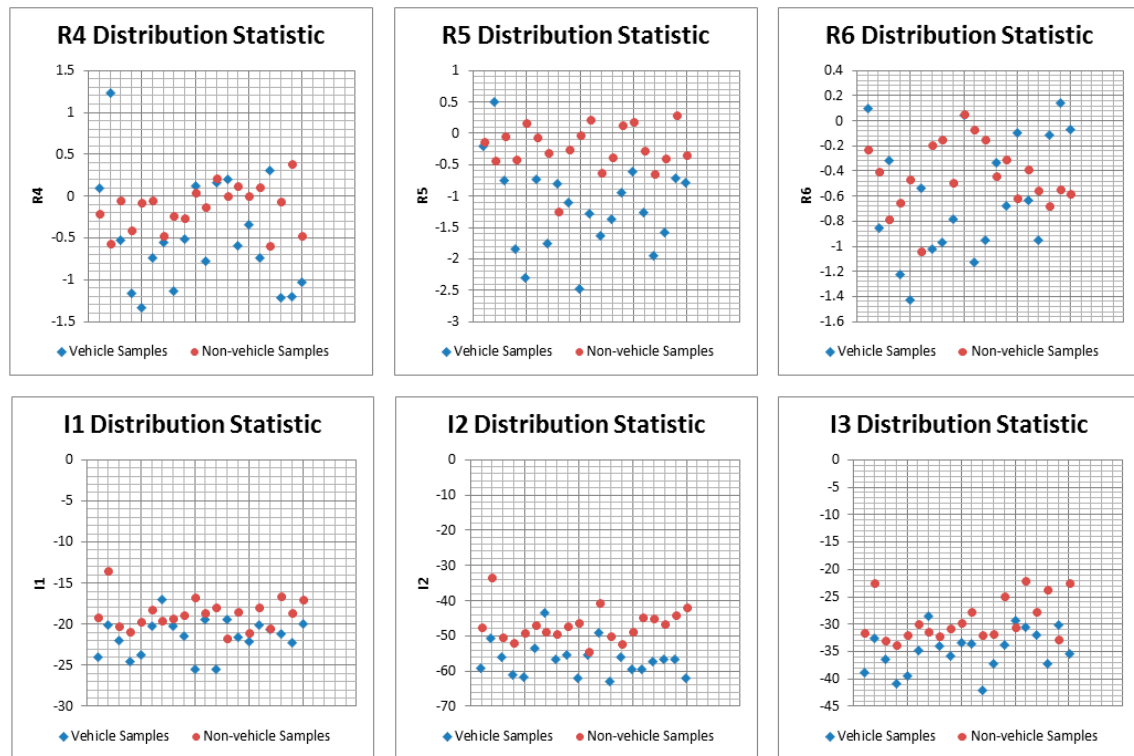 R4 Distribution Statistic
1.5
1
0.5
0
-0.5
-1
-1.5
R4
Vehicle Samples Non-vehicle Samples
R5 Distribution Statistic
1
0.5
0
-0.5
-1
-1.5
-2
-2.5
-3
R5
Vehicle Samples Non-vehicle Samples
R6 Distribution Statistic
0.4
0.2
0
-0.2
-0.4
-0.6
-0.8
-1
-1.2
-1.4
-1.6
R6
Vehicle Samples Non-vehicle Samples
I1 Distribution Statistic
0
-5
-10
-15
-20
-25
-30
I1
Vehicle Samples Non-vehicle Samples
I2 Distribution Statistic
0
-10
-20
-30
-40
-50
-60
-70
I2
Vehicle Samples Non-vehicle Samples
I3 Distribution Statistic
0
-5
-10
-15
-20
-25
-30
-35
-40
-45
I3
Vehicle Samples Non-vehicle Samples